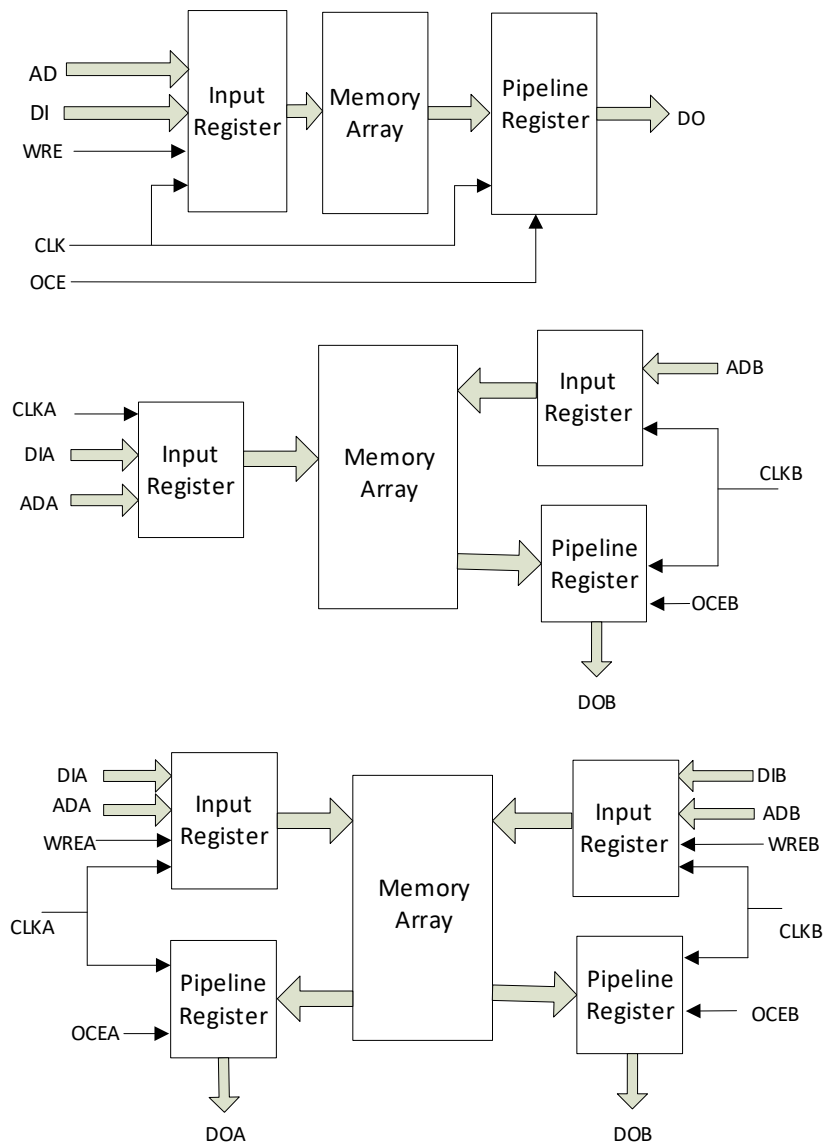 AD
DI
WRE
CLK
OCE
Input
Register
Memory
Array
Pipeline
Register
DO
CLKA
DIA
ADA
Input
Register
Memory
Array
Input
Register
ADB
CLKB
Pipeline
Register
OCEB
DOB
DIA
ADA
WREA
CLKA
OCEA
Input
Register
Pipeline
Register
DOA
Memory
Array
Input
Register
Pipeline
Register
DIB
ADB
WREB
CLKB
OCEB
DOB